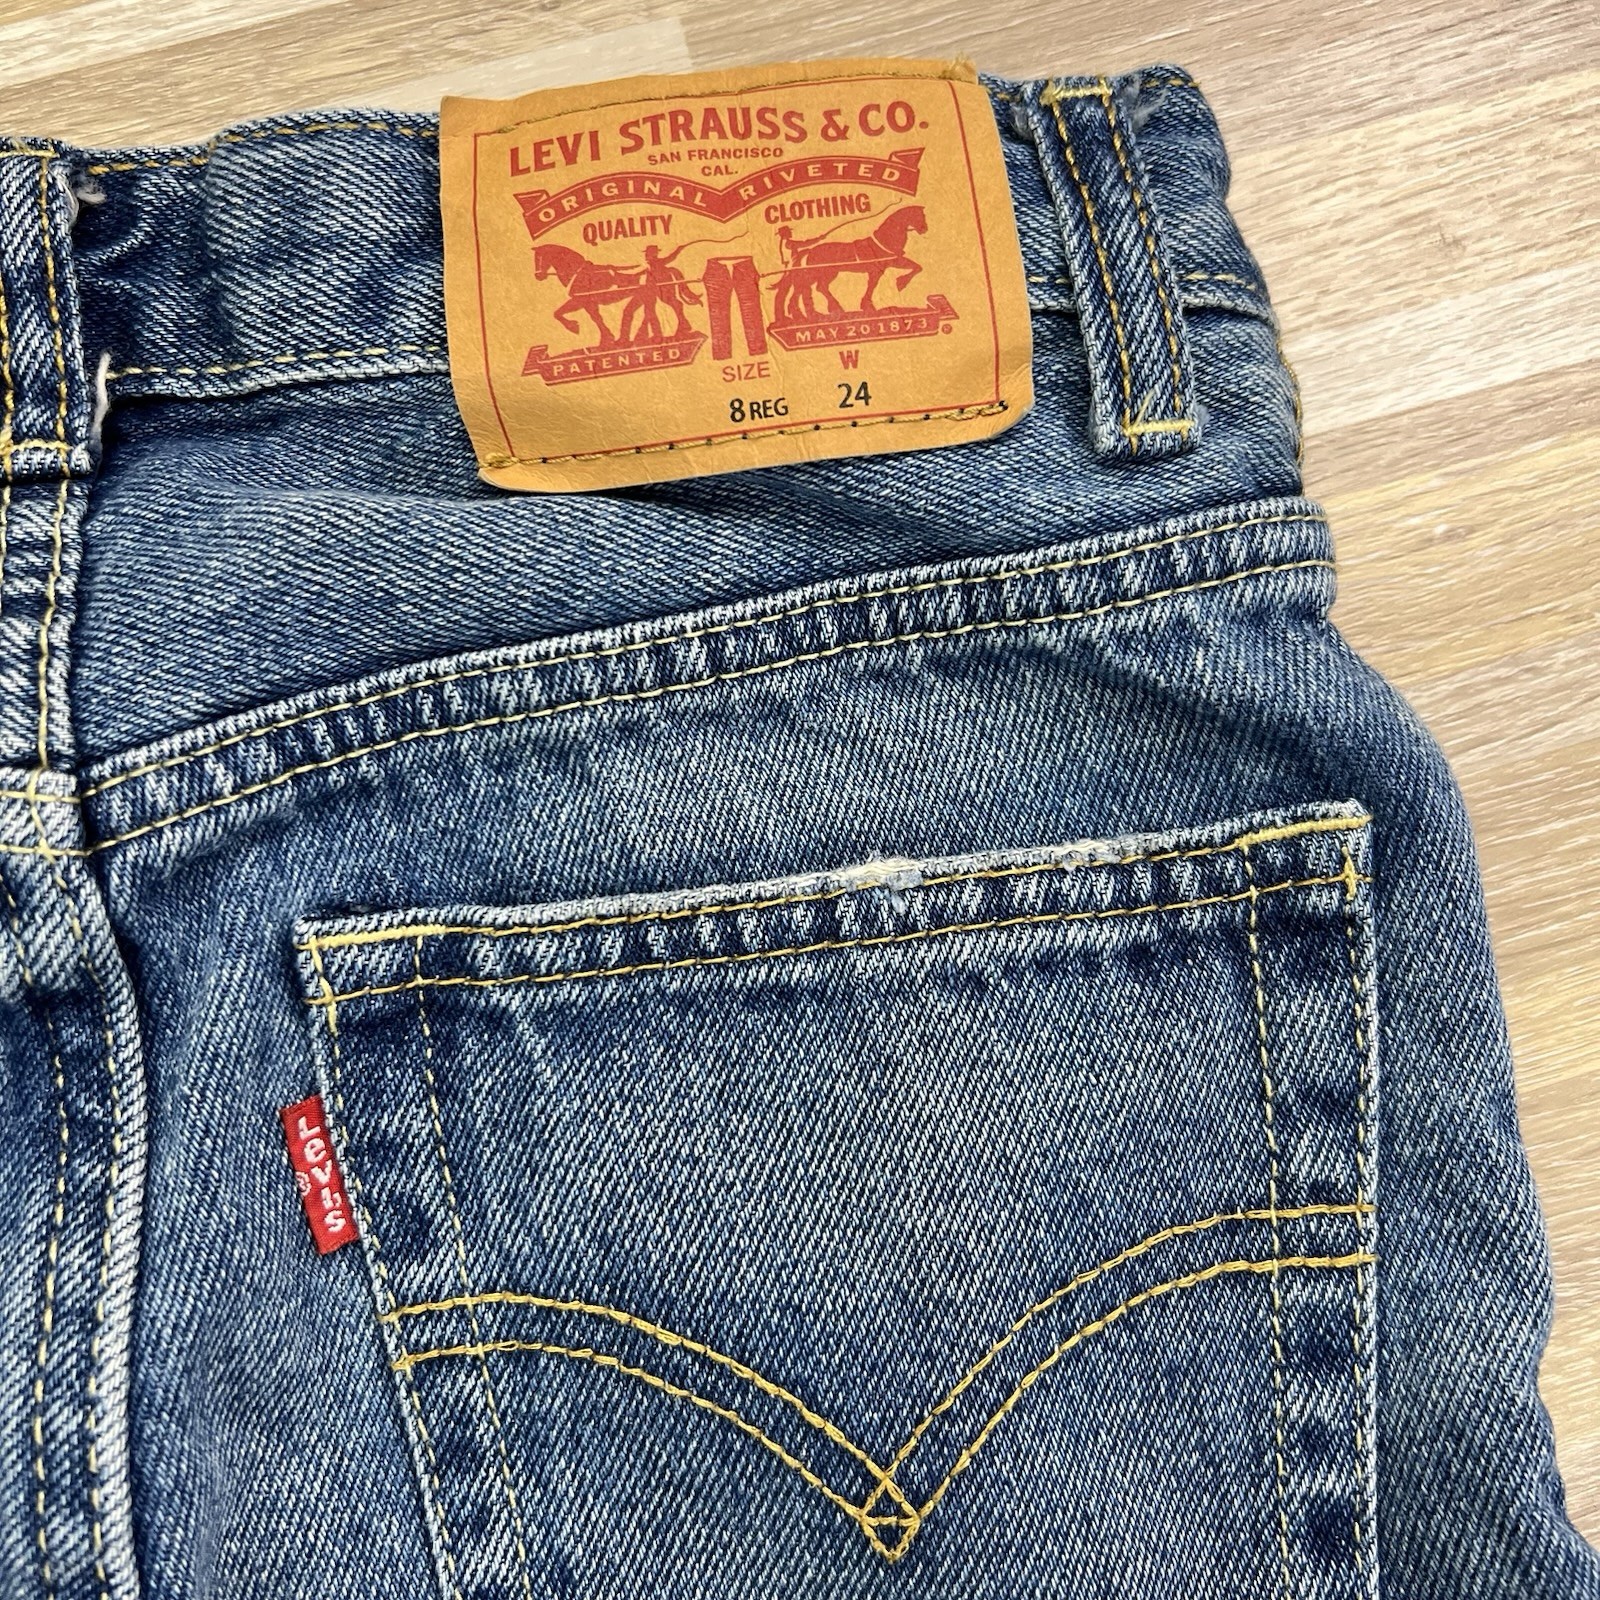 LEVI STRAUSS & CO.
SAN FRANCISCO
CAL.
ORIGINAL RIVETED
QUALITY CLOTHING
PATENTED MAY 20 1873 ®
SIZE W
8 REG 24
Levi's ®